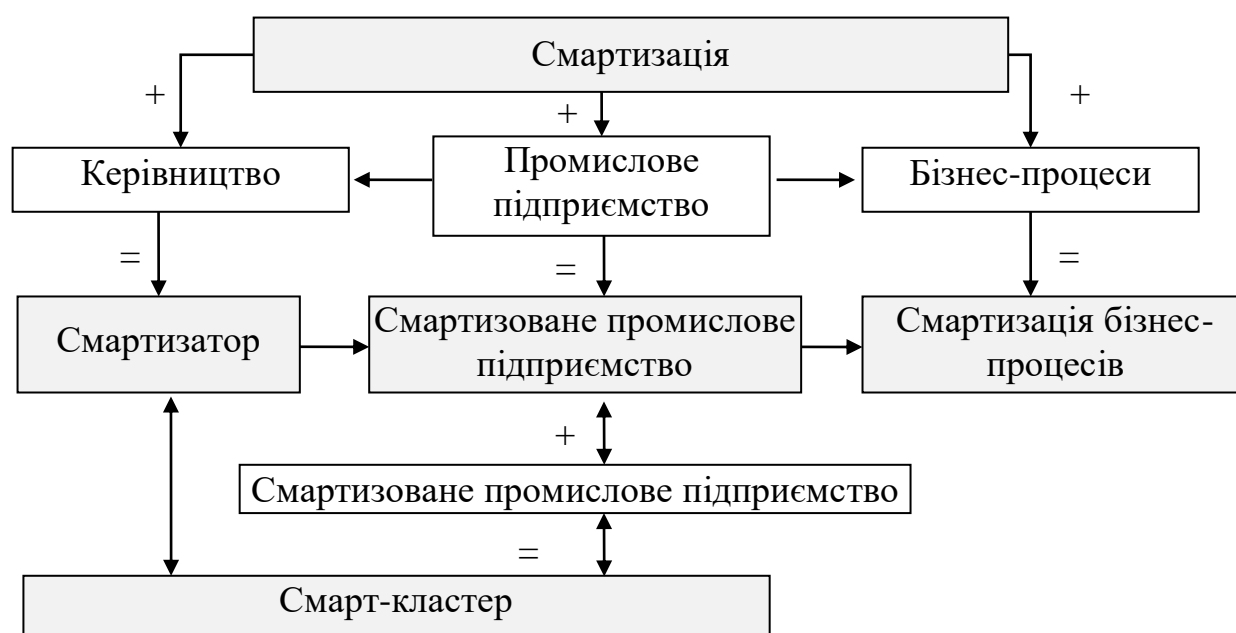 Смартизація
+
+
+
Керівництво
Промислове
підприємство
Бізнес-процеси
=
=
=
Смартизатор
Смартизоване промислове
підприємство
Смартизація бізнес-
процесів
+
Смартизоване промислове підприємство
=
Смарт-кластер